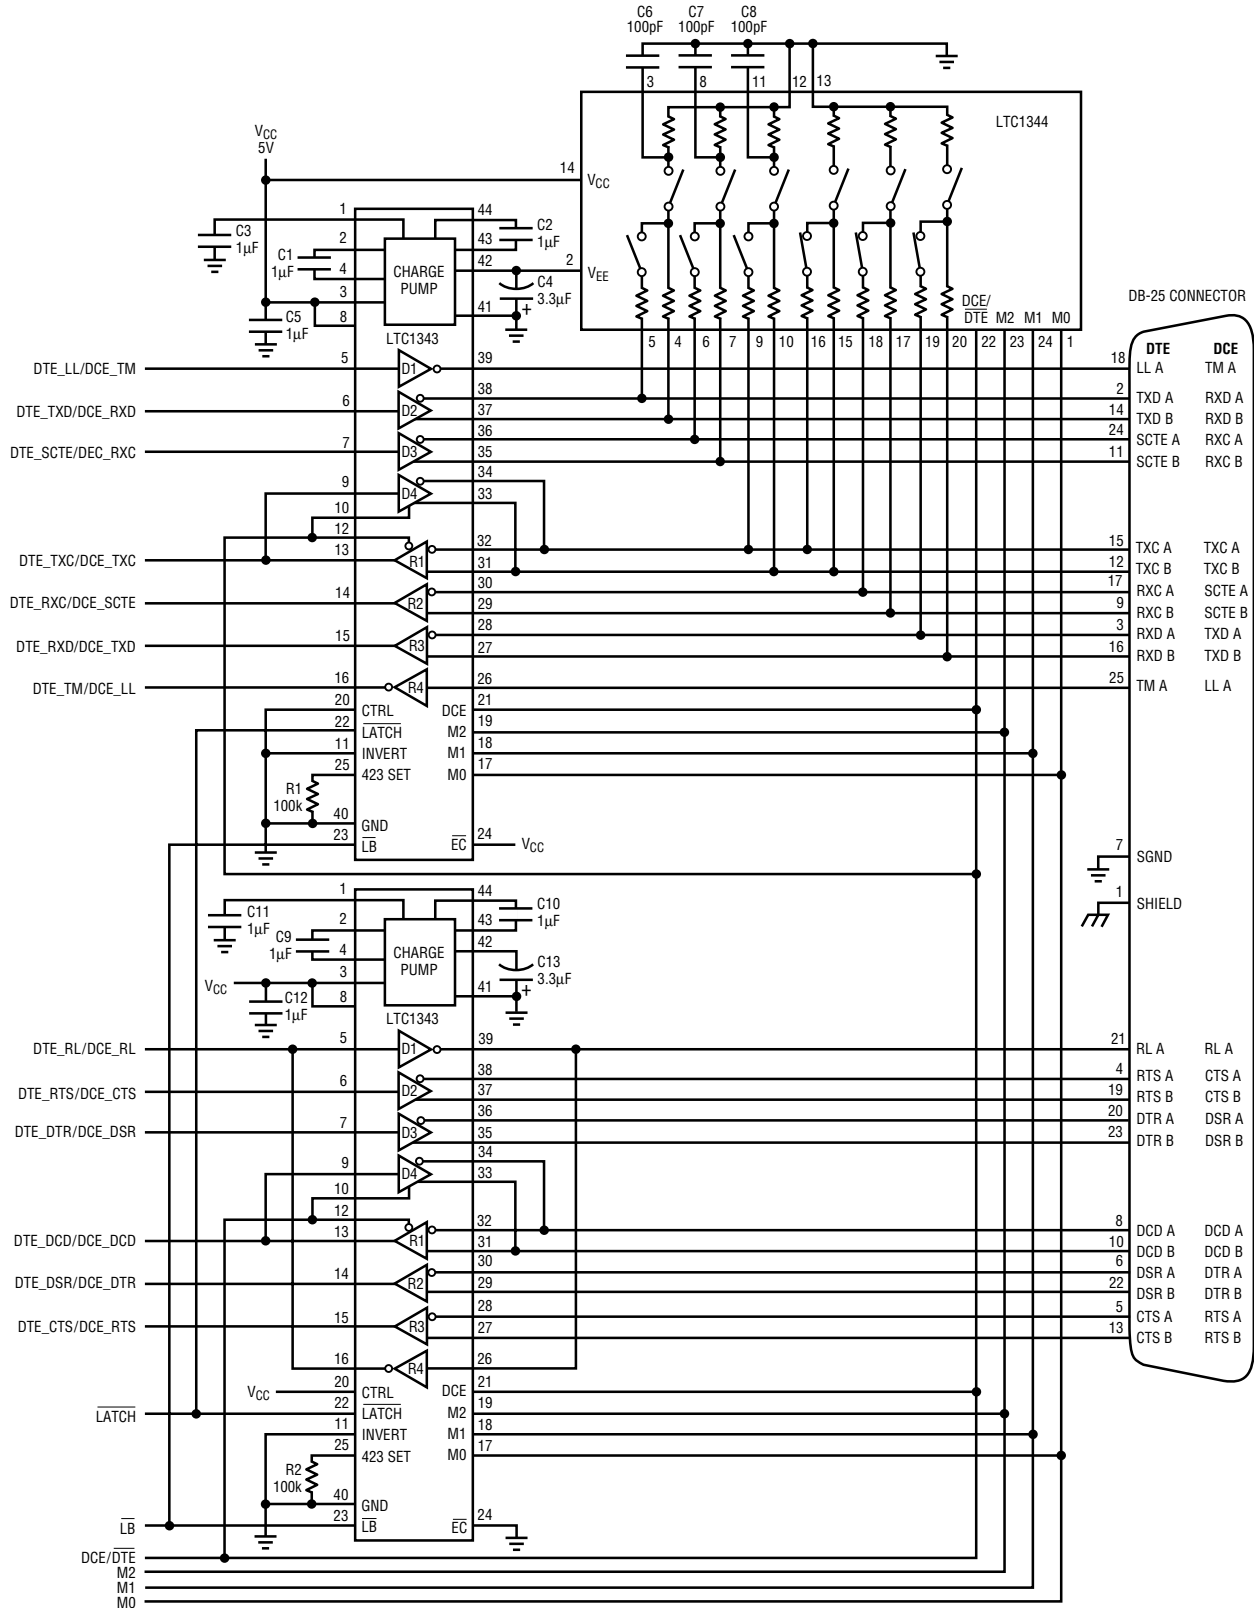 C6 C7 C8
100pF 100pF 100pF
3 8 11 12 13
LTC1344
VCC
5V
14 VCC
1 44
C3
1µF
C2
1µF
2 43
C1
1µF
4 42 2 VEE
CHARGE
PUMP
C4
3.3µF
+
3 41
C5
1µF
8
LTC1343
DCE/
DTE M2 M1 M0
5 4 6 7 9 10 16 15 18 17 19 20 22 23 24 1
DB-25 CONNECTOR
DTE DCE
DTE_LL/DCE_TM 5 D1 39 18 LL A TM A
38 2 TXD A RXD A
DTE_TXD/DCE_RXD 6 D2 37 14 TXD B RXD B
36 24 SCTE A RXC A
DTE_SCTE/DEC_RXC 7 D3 35 11 SCTE B RXC B
34
9 D4 33
10
12
32 15 TXC A TXC A
DTE_TXC/DCE_TXC 13 R1 31 12 TXC B TXC B
30 17 RXC A SCTE A
DTE_RXC/DCE_SCTE 14 R2 29 9 RXC B SCTE B
28 3 RXD A TXD A
DTE_RXD/DCE_TXD 15 R3 27 16 RXD B TXD B
DTE_TM/DCE_LL 16 R4 26 25 TM A LL A
20 CTRL DCE 21
22 LATCH M2 19
11 INVERT M1 18
25 423 SET M0 17
R1
100k
40 GND
23 LB EC 24 VCC
7 SGND
1 SHIELD
1 44
C11
1µF
C10
1µF
2 43
C9
1µF
4 42
CHARGE
PUMP
C13
3.3µF
+
VCC 3 41
C12
1µF
8
LTC1343
DTE_RL/DCE_RL 5 D1 39 21 RL A RL A
38 4 RTS A CTS A
DTE_RTS/DCE_CTS 6 D2 37 19 RTS B CTS B
36 20 DTR A DSR A
DTE_DTR/DCE_DSR 7 D3 35 23 DTR B DSR B
34
9 D4 33
10
12
32 8 DCD A DCD A
DTE_DCD/DCE_DCD 13 R1 31 10 DCD B DCD B
30 6 DSR A DTR A
DTE_DSR/DCE_DTR 14 R2 29 22 DSR B DTR B
28 5 CTS A RTS A
DTE_CTS/DCE_RTS 15 R3 27 13 CTS B RTS B
16 R4 26
VCC 20 CTRL DCE 21
LATCH 22 LATCH M2 19
11 INVERT M1 18
25 423 SET M0 17
R2
100k
40 GND
LB 23 LB EC 24
DCE/DTE
M2
M1
M0